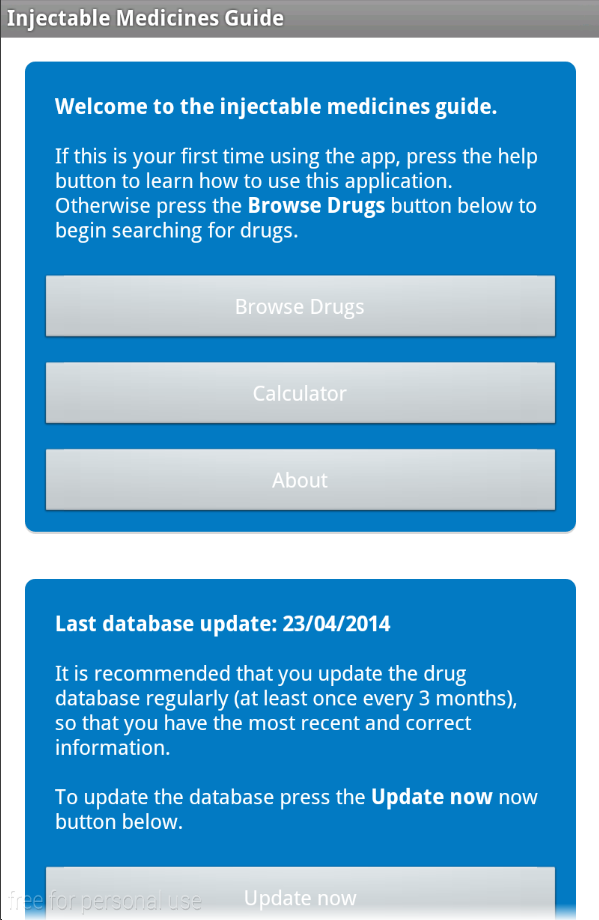 Injectable Medicines Guide
Welcome to the injectable medicines guide.
If this is your first time using the app, press the help
button to learn how to use this application.
Otherwise press the Browse Drugs button below to
begin searching for drugs.
Browse Drugs
Calculator
About
Last database update: 23/04/2014
It is recommended that you update the drug
database regularly (at least once every 3 months),
so that you have the most recent and correct
information.
To update the database press the Update now now
button below.
Update now
free for personal use